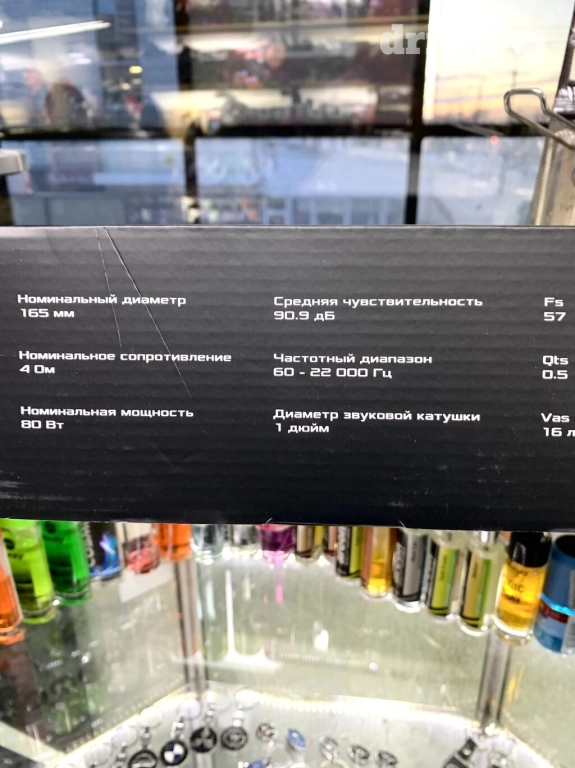 Номинальный диаметр
165 мм
Номинальное сопротивление
4 Ом
Номинальная мощность
80 Вт
Средняя чувствительность
90.9 дБ
Частотный диапазон
60 - 22 000 Гц
Диаметр звуковой катушки
1 дюйм
Fs
57
Qts
0.5
Vas
16 л